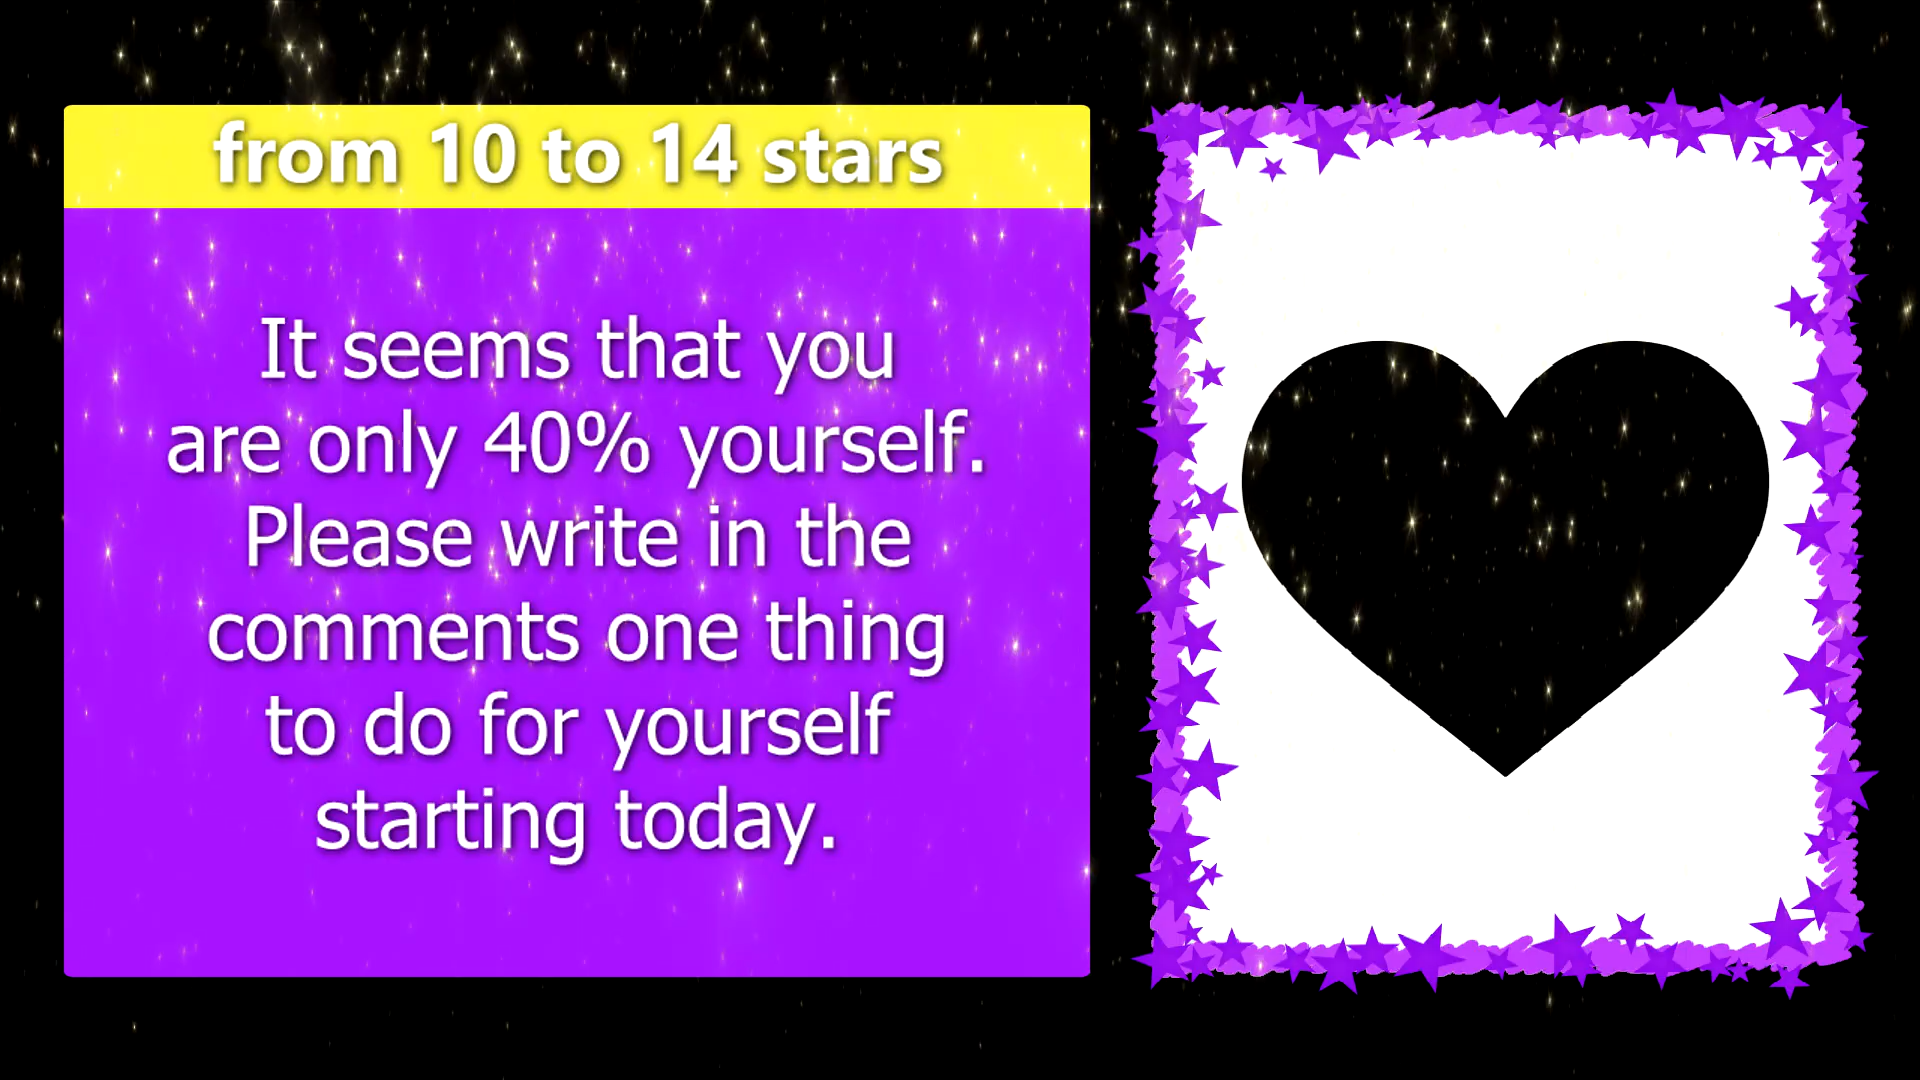 from 10 to 14 stars
It seems that you
are only 40% yourself.
Please write in the
comments one thing
to do for yourself
starting today.